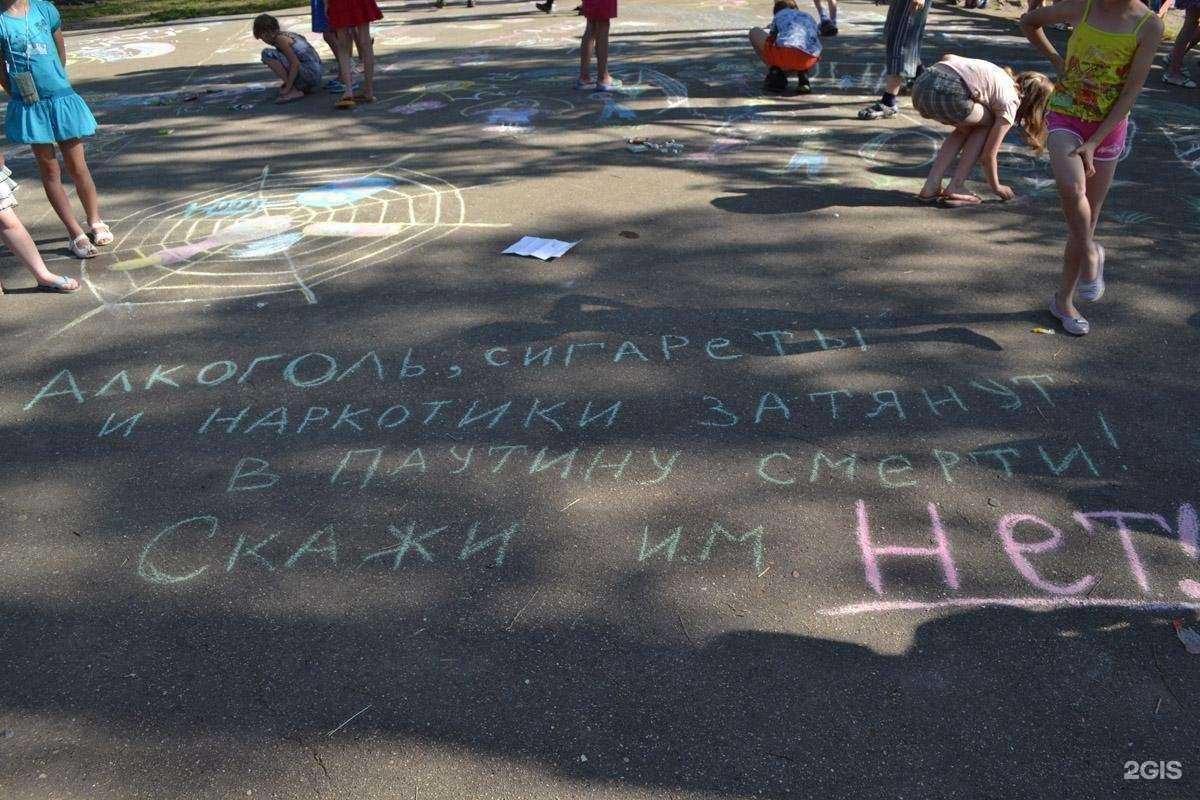 Алкоголь, сигареты
и наркотики затянут
в паутину смерти!
Скажи им Нет!
2GIS